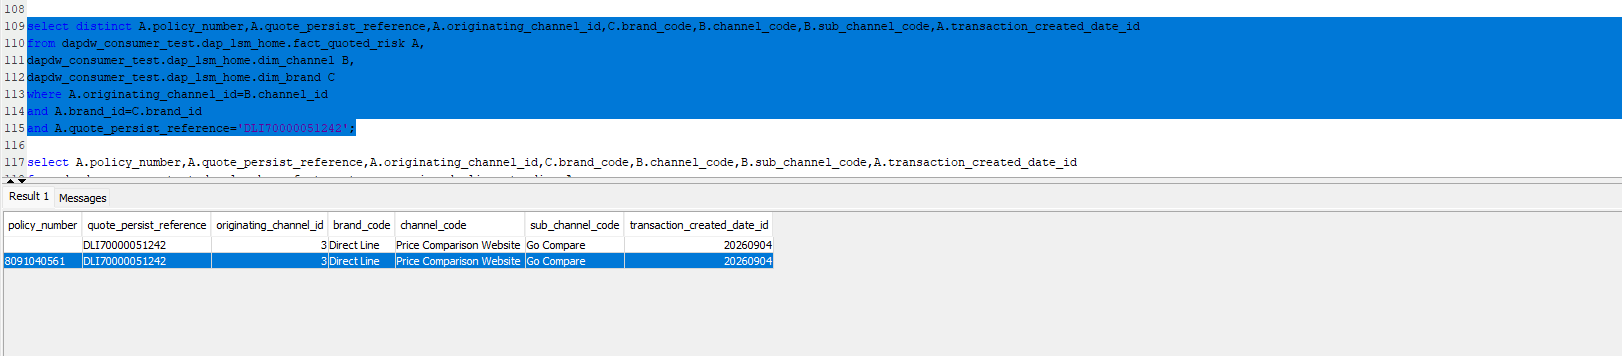 108
109 select distinct A.policy_number,A.quote_persist_reference,A.originating_channel_id,C.brand_code,B.channel_code,B.sub_channel_code,A.transaction_created_date_id
110 from dapdw_consumer_test.dap_lsm_home.fact_quoted_risk A,
111 dapdw_consumer_test.dap_lsm_home.dim_channel B,
112 dapdw_consumer_test.dap_lsm_home.dim_brand C
113 where A.originating_channel_id=B.channel_id
114 and A.brand_id=C.brand_id
115 and A.quote_persist_reference='DLI70000051242';
116
117 select A.policy_number,A.quote_persist_reference,A.originating_channel_id,C.brand_code,B.channel_code,B.sub_channel_code,A.transaction_created_date_id
Result 1 Messages
policy_number quote_persist_reference originating_channel_id brand_code channel_code sub_channel_code transaction_created_date_id
DLI70000051242 3 Direct Line Price Comparison Website Go Compare 20260904
8091040561 DLI70000051242 3 Direct Line Price Comparison Website Go Compare 20260904